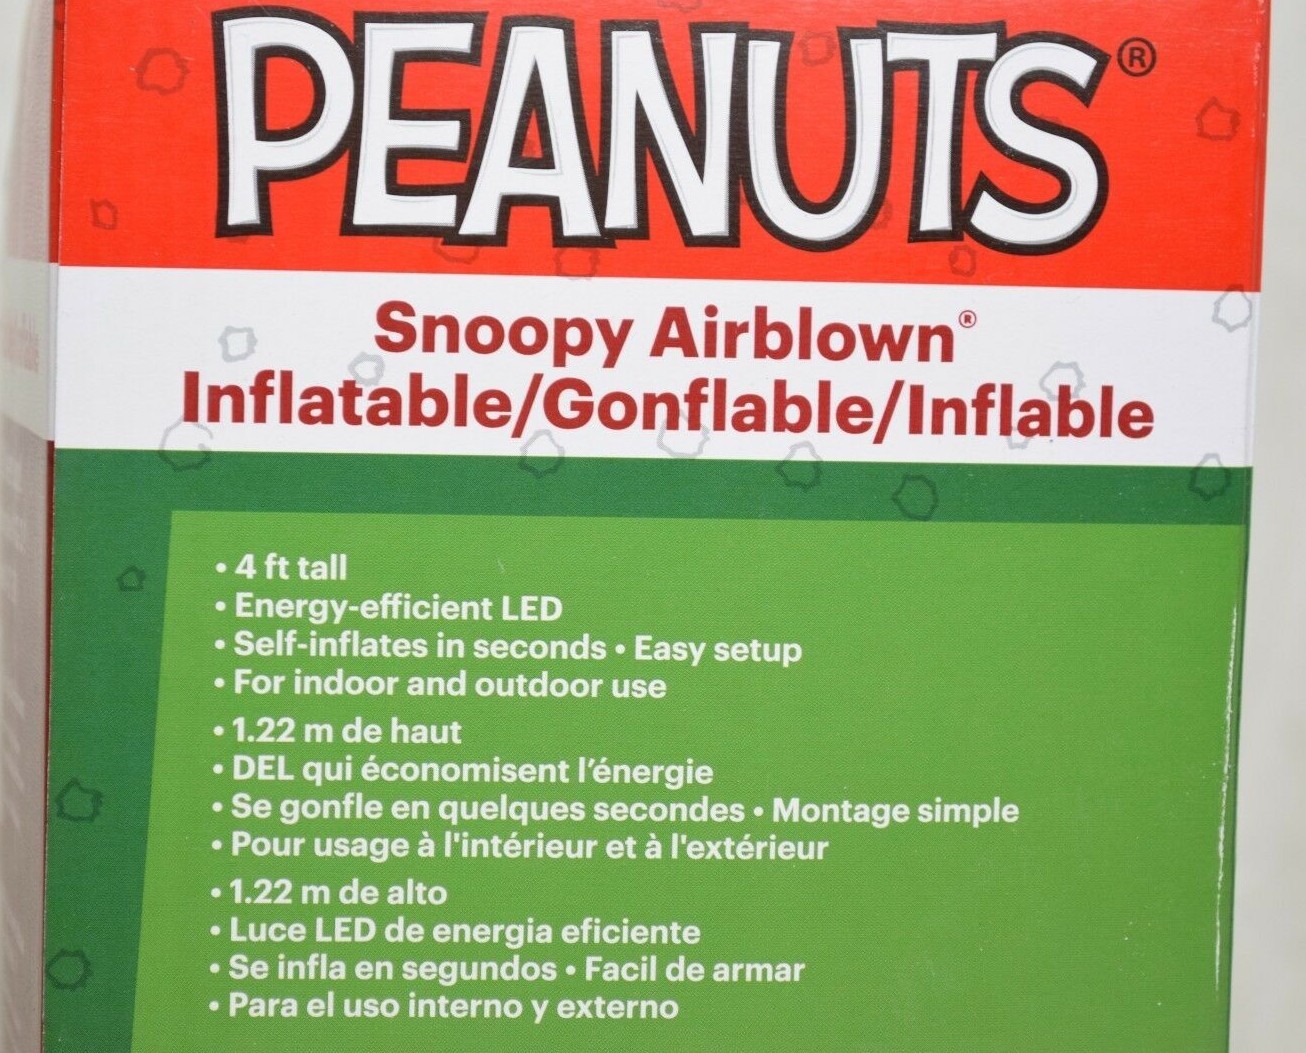 PEANUTS®
Snoopy Airblown®
Inflatable/Gonflable/Inflable
• 4 ft tall
• Energy-efficient LED
• Self-inflates in seconds • Easy setup
• For indoor and outdoor use
• 1.22 m de haut
• DEL qui économisent l’énergie
• Se gonfle en quelques secondes • Montage simple
• Pour usage à l'intérieur et à l'extérieur
• 1.22 m de alto
• Luce LED de energia eficiente
• Se infla en segundos • Facil de armar
• Para el uso interno y externo